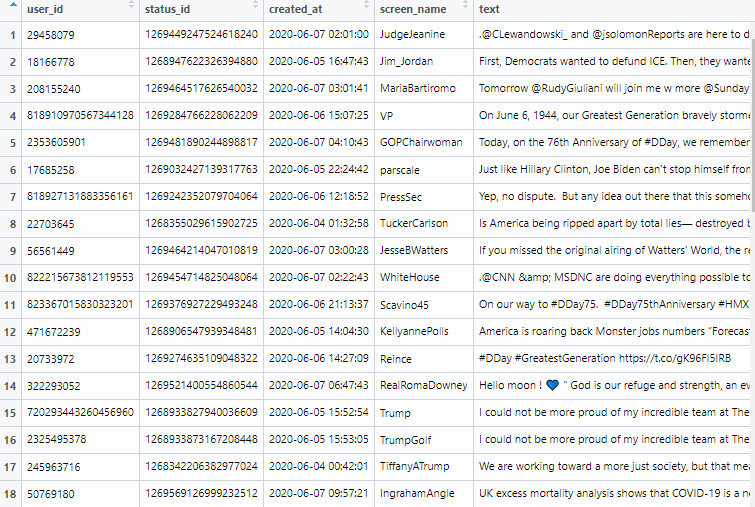 user_id status_id created_at screen_name text
1 29458079 1269449247524618240 2020-06-07 02:01:00 JudgeJeanine .@CLewandowski_ and @jsolomonReports are here to d
2 18166778 1268947622326394880 2020-06-05 16:47:43 Jim_Jordan First, Democrats wanted to defund ICE. Then, they wante
3 208155240 1269464517626540032 2020-06-07 03:01:41 MariaBartiromo Tomorrow @RudyGiuliani will join me w more @Sunday
4 818910970567344128 1269284766228062209 2020-06-06 15:07:25 VP On June 6, 1944, our Greatest Generation bravely storme
5 2353605901 1269481890244898817 2020-06-07 04:10:43 GOPChairwoman Today, on the 76th Anniversary of #DDay, we remember
6 17685258 1269032427139317763 2020-06-05 22:24:42 parscale Just like Hillary Clinton, Joe Biden can't stop himself from
7 818927131883356161 1269242352079704064 2020-06-06 12:18:52 PressSec Yep, no dispute. But any idea out there that this someho
8 22703645 1268355029615902725 2020-06-04 01:32:58 TuckerCarlson Is America being ripped apart by total lies— destroyed b
9 56561449 1269464214047010819 2020-06-07 03:00:28 JesseBWatters If you missed the original airing of Watters' World, the re
10 822215673812119553 1269454714825048064 2020-06-07 02:22:43 WhiteHouse .@CNN &amp; MSDNC are doing everything possible to
11 823367015830323201 1269376927229493248 2020-06-06 21:13:37 Scavino45 On our way to #DDay75. #DDay75thAnniversary #HMX
12 471672239 1268906547939348481 2020-06-05 14:04:30 KellyannePolls America is roaring back Monster jobs numbers "Forecas
13 20733972 1269274635109048322 2020-06-06 14:27:09 Reince #DDay #GreatestGeneration
14 322293052 1269521400554860544 2020-06-07 06:47:43 RealRomaDowney Hello moon ! 💙 " God is our refuge and strength, an ev
15 720293443260456960 1268933827940036609 2020-06-05 15:52:54 Trump I could not be more proud of my incredible team at The
16 2325495378 1268933873167208448 2020-06-05 15:53:05 TrumpGolf I could not be more proud of my incredible team at The
17 245963716 1268342206382977024 2020-06-04 00:42:01 TiffanyATrump We are working toward a more just society, but that mea
18 50769180 1269569126999232512 2020-06-07 09:57:21 IngrahamAngle UK excess mortality analysis shows that COVID-19 is a ne